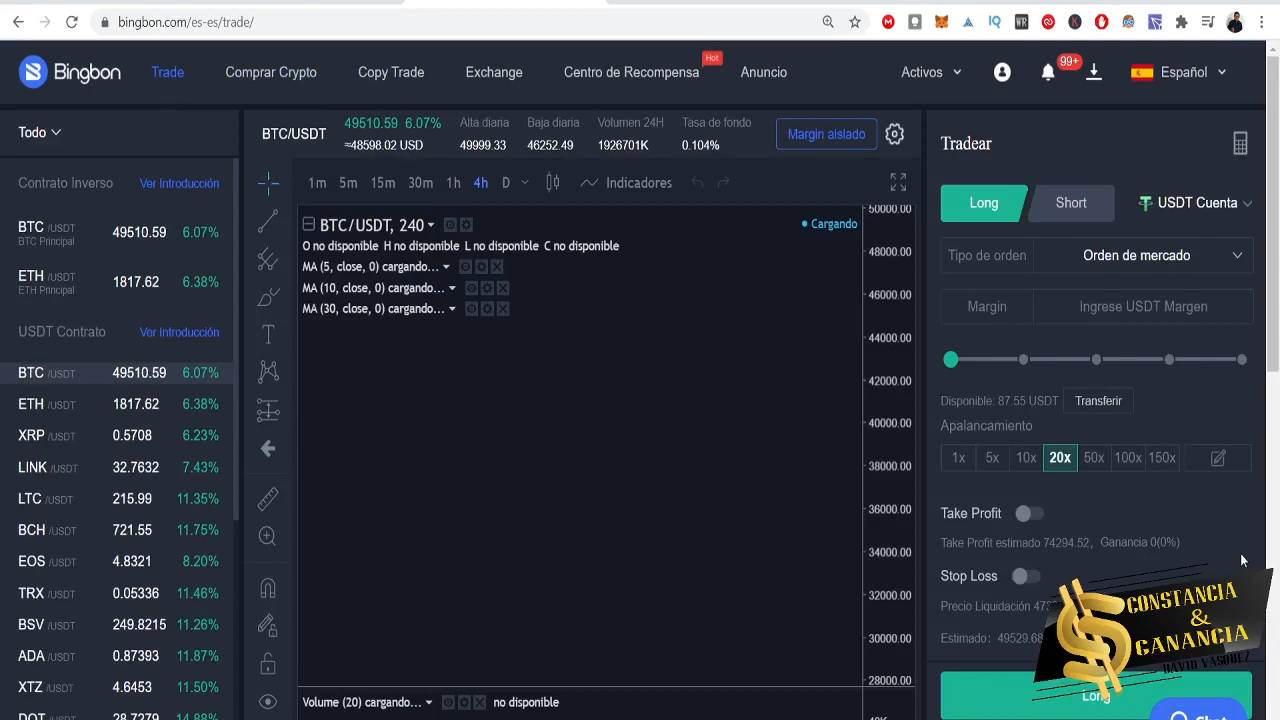 bingbon.com/es-es/trade/
Bingbon Trade Comprar Crypto Copy Trade Exchange Centro de Recompensa Hot Anuncio Activos 99+ Español
Todo
Contrato Inverso Ver Introducción
BTC /USDT 49510.59 6.07%
BTC Principal
ETH /USDT 1817.62 6.38%
ETH Principal
USDT Contrato Ver Introducción
BTC /USDT 49510.59 6.07%
ETH /USDT 1817.62 6.38%
XRP /USDT 0.5708 6.23%
LINK /USDT 32.7632 7.43%
LTC /USDT 215.99 11.35%
BCH /USDT 721.55 11.75%
EOS /USDT 4.8321 8.20%
TRX /USDT 0.05336 11.46%
BSV /USDT 249.8215 11.26%
ADA /USDT 0.87393 11.87%
XTZ /USDT 4.6453 11.50%
DOT /USDT 28.7279 14.88%
BTC/USDT
49510.59 6.07%
≈48598.02 USD
Alta diaria
49999.33
Baja diaria
46252.49
Volumen 24H
1926701K
Tasa de fondo
0.104%
Margin aislado
1m 5m 15m 30m 1h 4h D Indicadores
BTC/USDT, 240
Cargando
O no disponible H no disponible L no disponible C no disponible
MA (5, close, 0) cargando...
MA (10, close, 0) cargando...
MA (30, close, 0) cargando...
50000.00
48000.00
46000.00
44000.00
42000.00
40000.00
38000.00
36000.00
34000.00
32000.00
30000.00
28000.00
Volume (20) cargando... no disponible
Tradear
Long Short USDT Cuenta
Tipo de orden Orden de mercado
Margin Ingrese USDT Margen
Disponible: 87.55 USDT Transferir
Apalancamiento
1x 5x 10x 20x 50x 100x 150x
Take Profit
Take Profit estimado 74294.52, Ganancia 0(0%)
Stop Loss
Precio Liquidación
Estimado: 49529.68
Long
Chat
CONSTANCIA
&
GANANCIA
DAVID VASQUEZ